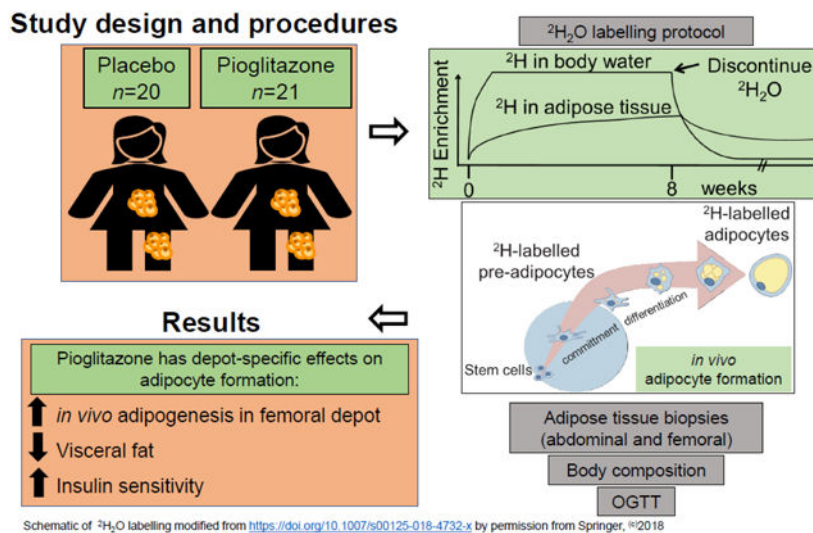 Study design and procedures
Placebo
n=20
Pioglitazone
n=21
²H₂O labelling protocol
²H in body water
Discontinue
²H₂O
²H in adipose tissue
²H Enrichment
0
8
weeks
²H-labelled
adipocytes
²H-labelled
pre-adipocytes
committment
differentiation
Stem cells
in vivo
adipocyte formation
Adipose tissue biopsies
(abdominal and femoral)
Body composition
OGTT
Results
Pioglitazone has depot-specific effects on
adipocyte formation:
in vivo adipogenesis in femoral depot
Visceral fat
Insulin sensitivity
Schematic of ²H₂O labelling modified from https://doi.org/10.1007/s00125-018-4732-x by permission from Springer, (c)2018